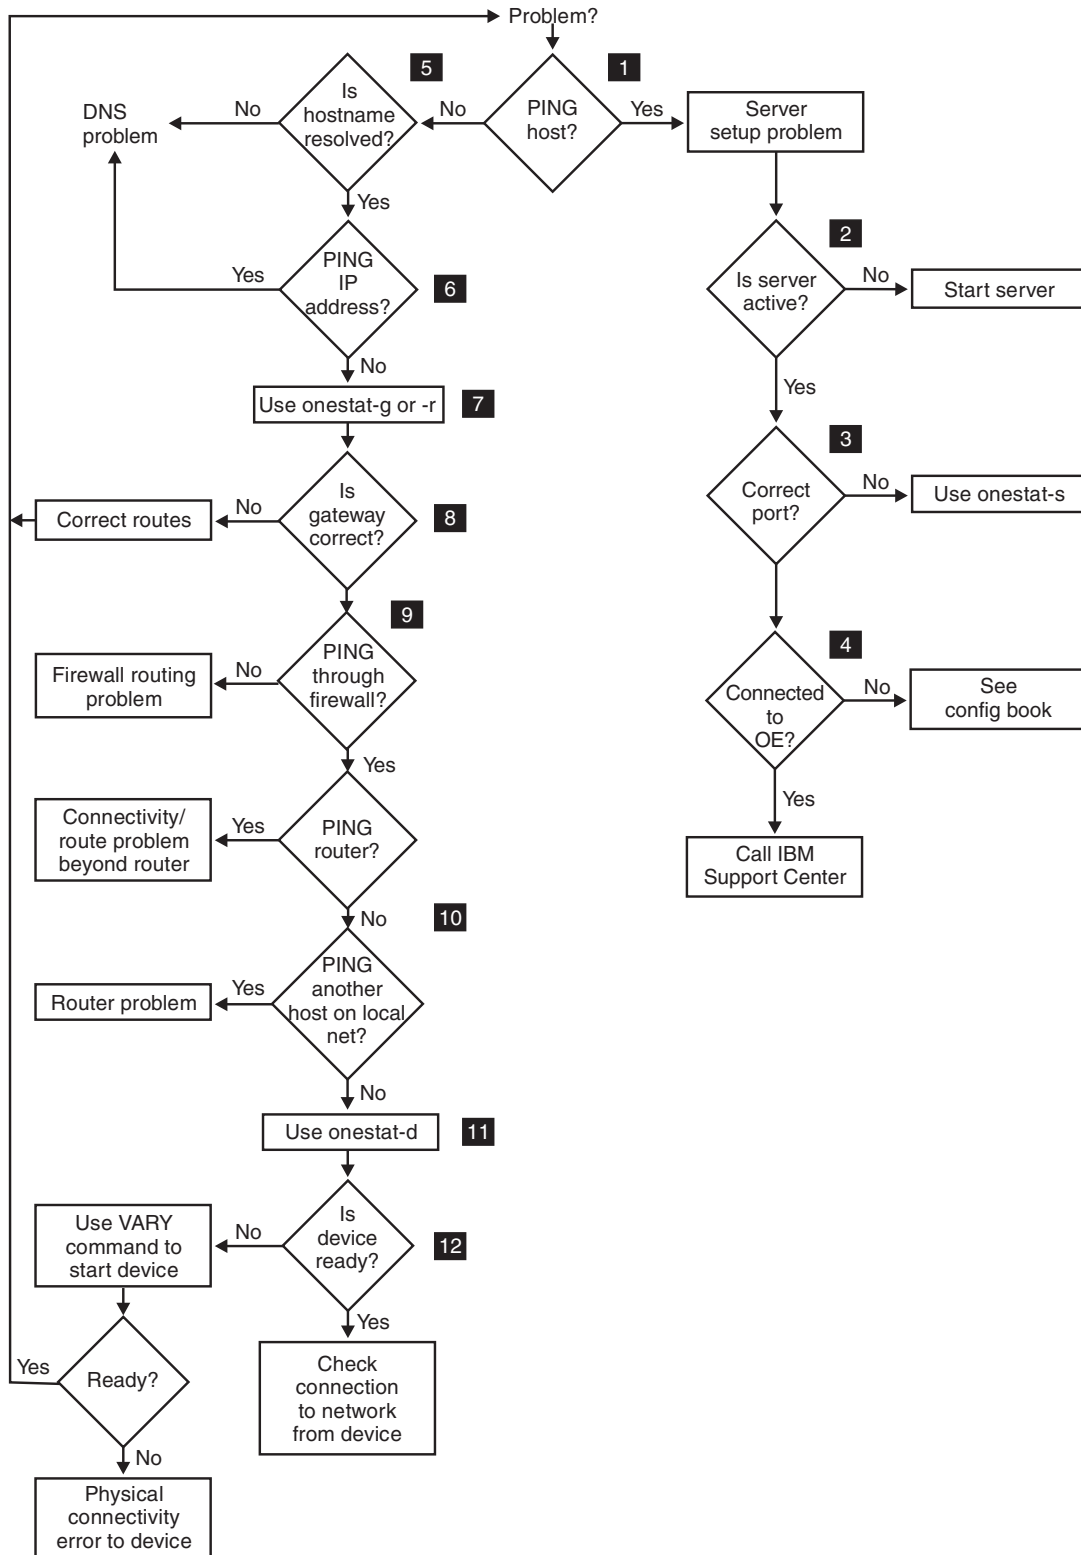 Problem?
5
1
Is
hostname
resolved?
No
DNS
problem
No
PING
host?
Yes
Server
setup problem
Yes
2
PING
IP
address?
Yes
6
Is server
active?
No
Start server
No
Yes
Use onestat-g or -r
7
3
Is
gateway
correct?
No
8
Correct routes
Correct
port?
No
Use onestat-s
9
PING
through
firewall?
No
Firewall routing
problem
4
Connected
to
OE?
No
See
config book
Yes
Yes
PING
router?
Yes
Connectivity/
route problem
beyond router
Call IBM
Support Center
No
10
PING
another
host on local
net?
Yes
Router problem
No
Use onestat-d
11
Is
device
ready?
No
12
Use VARY
command to
start device
Yes
Yes
Ready?
Check
connection
to network
from device
No
Physical
connectivity
error to device